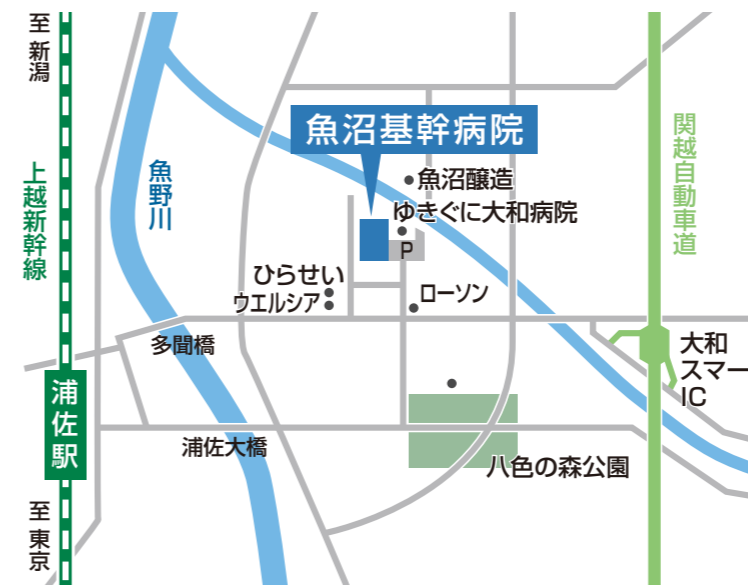 至 新潟
上越新幹線
魚野川
魚沼基幹病院
魚沼醸造
ゆきぐに大和病院
P
関越自動車道
ひらせい
ウエルシア
ローソン
多聞橋
大和
スマー
IC
浦佐駅
浦佐大橋
八色の森公園
至 東京